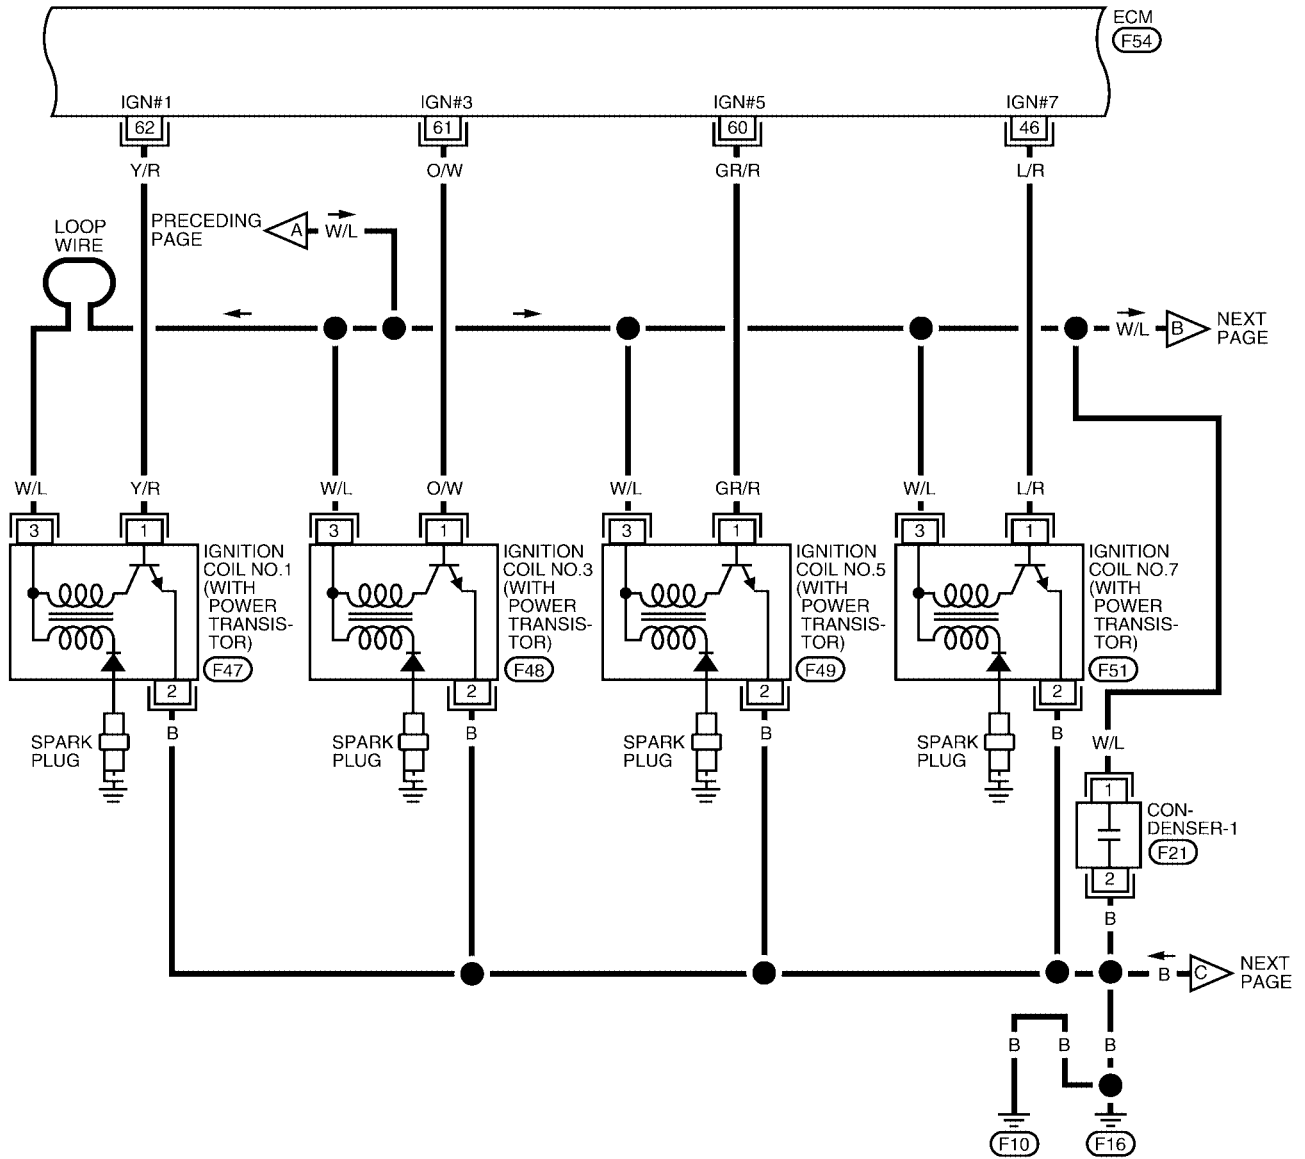 ECM
F54
IGN#1
IGN#3
IGN#5
IGN#7
62
61
60
46
Y/R
O/W
GR/R
L/R
LOOP
WIRE
PRECEDING
PAGE
A
W/L
W/L
B
NEXT
PAGE
W/L
Y/R
W/L
O/W
W/L
GR/R
W/L
L/R
3
1
3
1
3
1
3
1
IGNITION
COIL NO.1
(WITH
POWER
TRANSIS-
TOR)
F47
IGNITION
COIL NO.3
(WITH
POWER
TRANSIS-
TOR)
F48
IGNITION
COIL NO.5
(WITH
POWER
TRANSIS-
TOR)
F49
IGNITION
COIL NO.7
(WITH
POWER
TRANSIS-
TOR)
F51
2
2
2
2
B
B
B
B
SPARK
PLUG
SPARK
PLUG
SPARK
PLUG
SPARK
PLUG
W/L
1
CON-
DENSER-1
F21
2
B
B
C
NEXT
PAGE
B
B
B
F10
F16